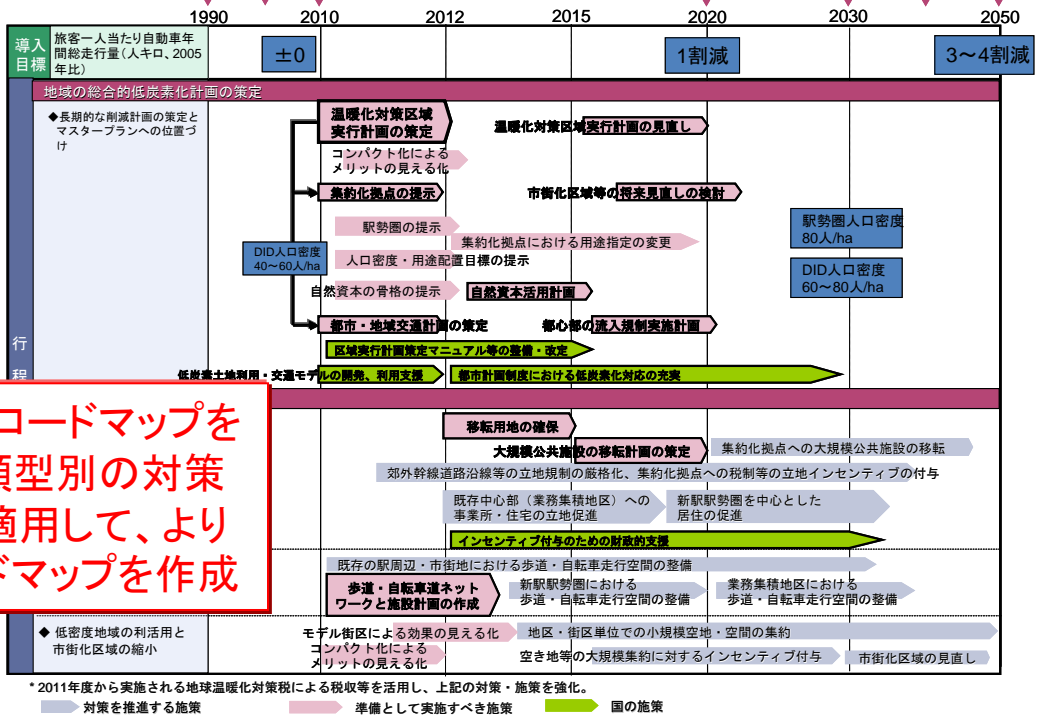 1990 2010 2012 2015 2020 2030 2050
導入
目標
旅客一人当たり自動車年
間総走行量(人キロ、2005
年比)
±0
1割減
3～4割減
行
程
地域の総合的低炭素化計画の策定
◆長期的な削減計画の策定と
マスタープランへの位置づ
け
温暖化対策区域
実行計画の策定
温暖化対策区域実行計画の見直し
コンパクト化による
メリットの見える化
集約化拠点の提示
市街化区域等の将来見直しの検討
駅勢圏の提示
集約化拠点における用途指定の変更
駅勢圏人口密度
80人/ha
DID人口密度
40～60人/ha
人口密度・用途配置目標の提示
DID人口密度
60～80人/ha
自然資本の骨格の提示
自然資本活用計画
都市・地域交通計画の策定
都心部の流入規制実施計画
区域実行計画策定マニュアル等の整備・改定
低炭素土地利用・交通モデルの開発、利用支援
都市計画制度における低炭素化対応の充実
ロードマップを
類型別の対策
適用して、より
ドマップを作成
移転用地の確保
大規模公共施設の移転計画の策定
集約化拠点への大規模公共施設の移転
郊外幹線道路沿線等の立地規制の厳格化、集約化拠点への税制等の立地インセンティブの付与
既存中心部(業務集積地区)への
事業所・住宅の立地促進
新駅駅勢圏を中心とした
居住の促進
インセンティブ付与のための財政的支援
既存の駅周辺・市街地における歩道・自転車走行空間の整備
歩道・自転車道ネット
ワークと施設計画の作成
新駅駅勢圏における
歩道・自転車走行空間の整備
業務集積地区における
歩道・自転車走行空間の整備
◆ 低密度地域の利活用と
市街化区域の縮小
モデル街区による効果の見える化
地区・街区単位での小規模空地・空間の集約
コンパクト化による
メリットの見える化
空き地等の大規模集約に対するインセンティブ付与
市街化区域の見直し
* 2011年度から実施される地球温暖化対策税による税収等を活用し、上記の対策・施策を強化。
対策を推進する施策
準備として実施すべき施策
国の施策